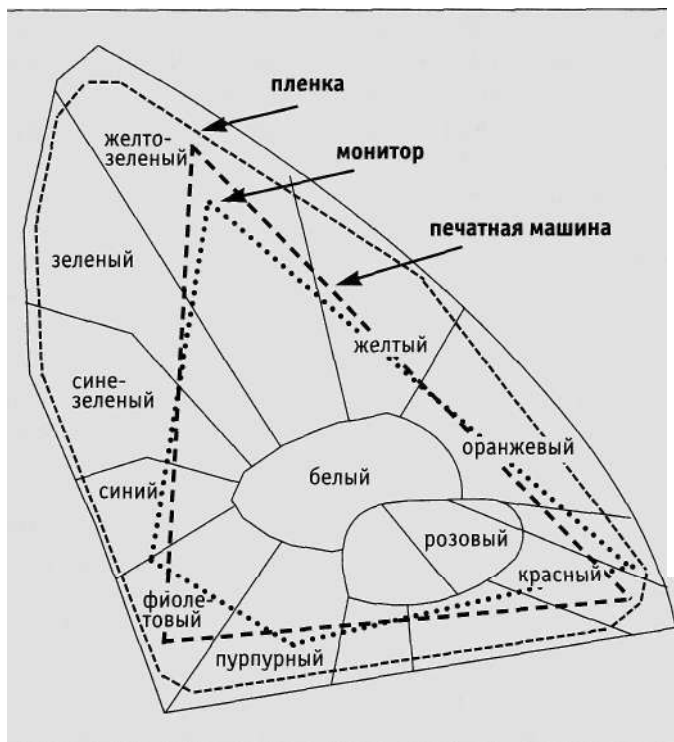 пленка
желто-
зеленый
монитор
печатная машина
зеленый
желтый
сине-
зеленый
оранжевый
белый
синий
розовый
красный
фиоле-
товый
пурпурный